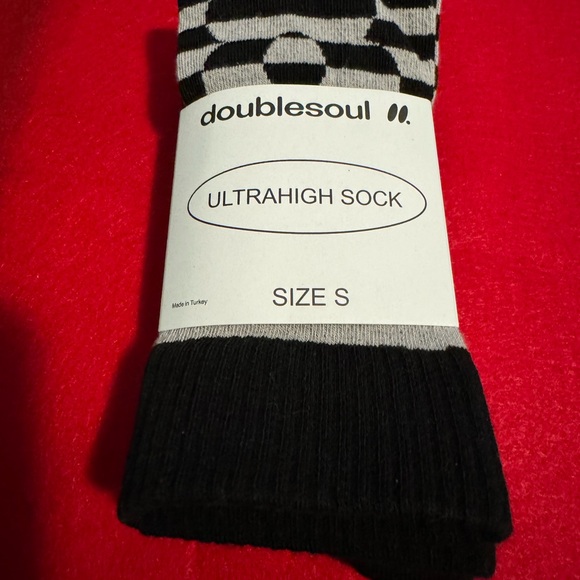 doublesoul
ULTRAHIGH SOCK
SIZE S
Made in Turkey